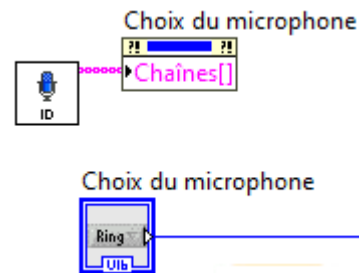 Choix du microphone
?! ?!
Chaînes[]
ID
Choix du microphone
Ring
U16